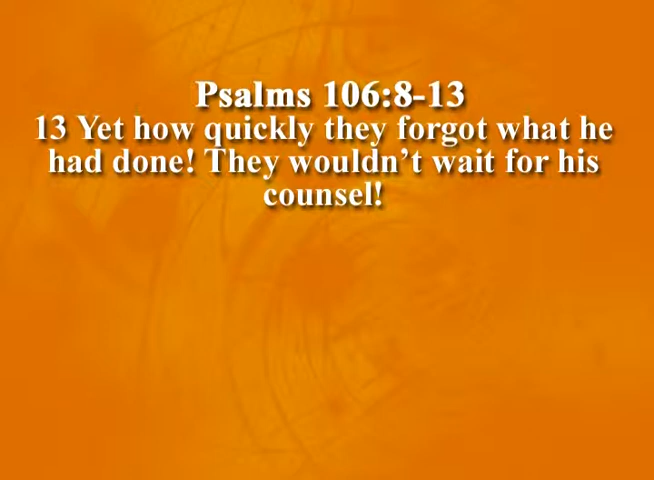 Psalms 106:8-13
13 Yet how quickly they forgot what he
had done! They wouldn’t wait for his
counsel!